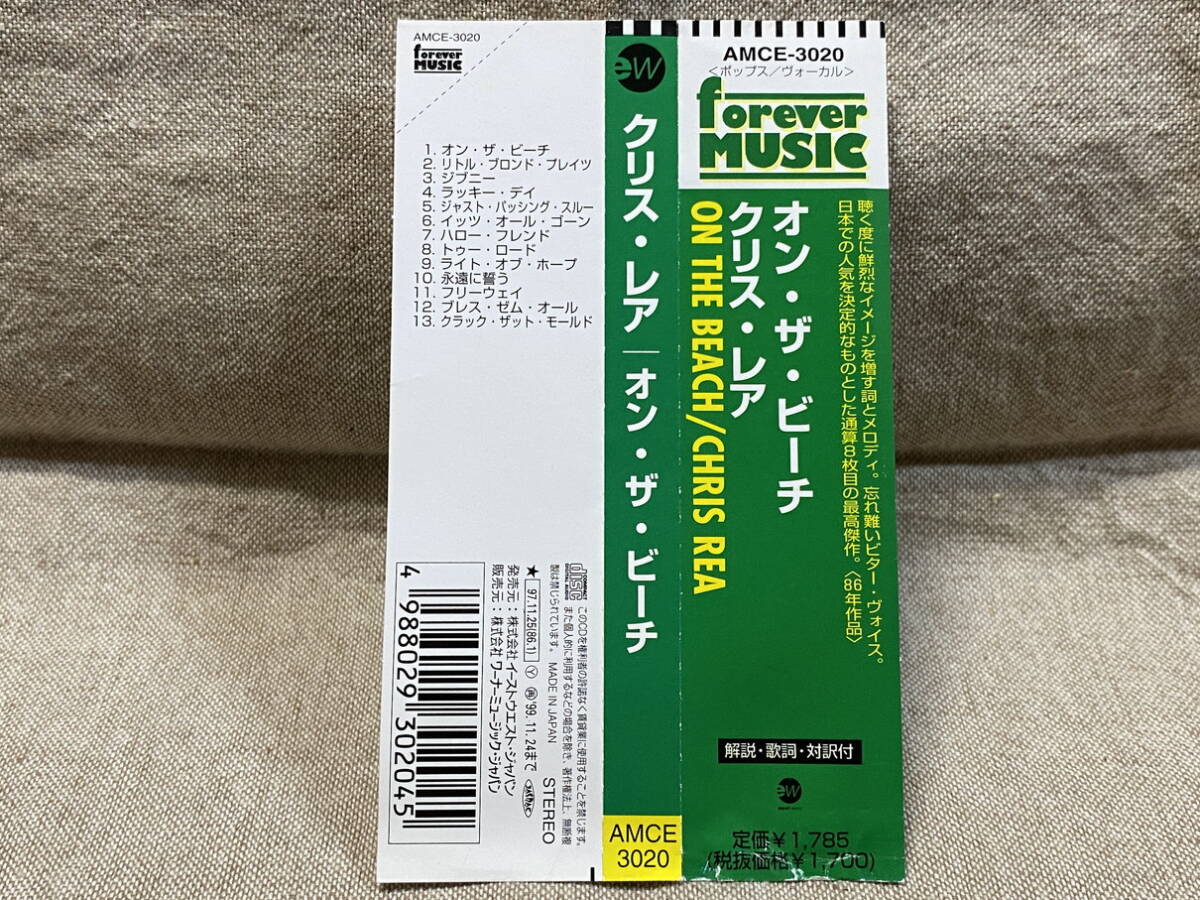 AMCE-3020
forever
MUSIC
1. オン・ザ・ビーチ
2. リトル・ブロンド・プレイツ
3. ジプニー
4. ラッキー・デイ
5. ジャスト・パッシング・スルー
6. イッツ・オール・ゴーン
7. ハロー・フレンド
8. トゥー・ロード
9. ライト・オブ・ホープ
10. 永遠に誓う
11. フリーウェイ
12. ブレス・ゼム・オール
13. クラック・ザット・モールド
COMPACT
disc
DIGITAL AUDIO
このCDを権利者の許諾なく賃貸業に使用することを禁じます。
また個人的に利用するなどの場合を除き、著作権法上、無断複
製は禁じられています。 MADE IN JAPAN
STEREO
★ 97.11.25(86.1) Ⓨ ㊢'99.11.24まで
発売元：株式会社イーストウエスト・ジャパン
販売元：株式会社ワーナーミュージック・ジャパン
4 988029 302045
ew
クリス・レア｜オン・ザ・ビーチ
AMCE
3020
AMCE-3020
＜ポップス／ヴォーカル＞
forever
MUSIC
聴く度に鮮烈なイメージを増す詞とメロディ。忘れ難いビター・ヴォイス。
日本での人気を決定的なものとした通算8枚目の最高傑作。〈86年作品〉
オン・ザ・ビーチ
クリス・レア
ON THE BEACH/CHRIS REA
解説・歌詞・対訳付
ew
定価￥1,785
(税抜価格￥1,700)